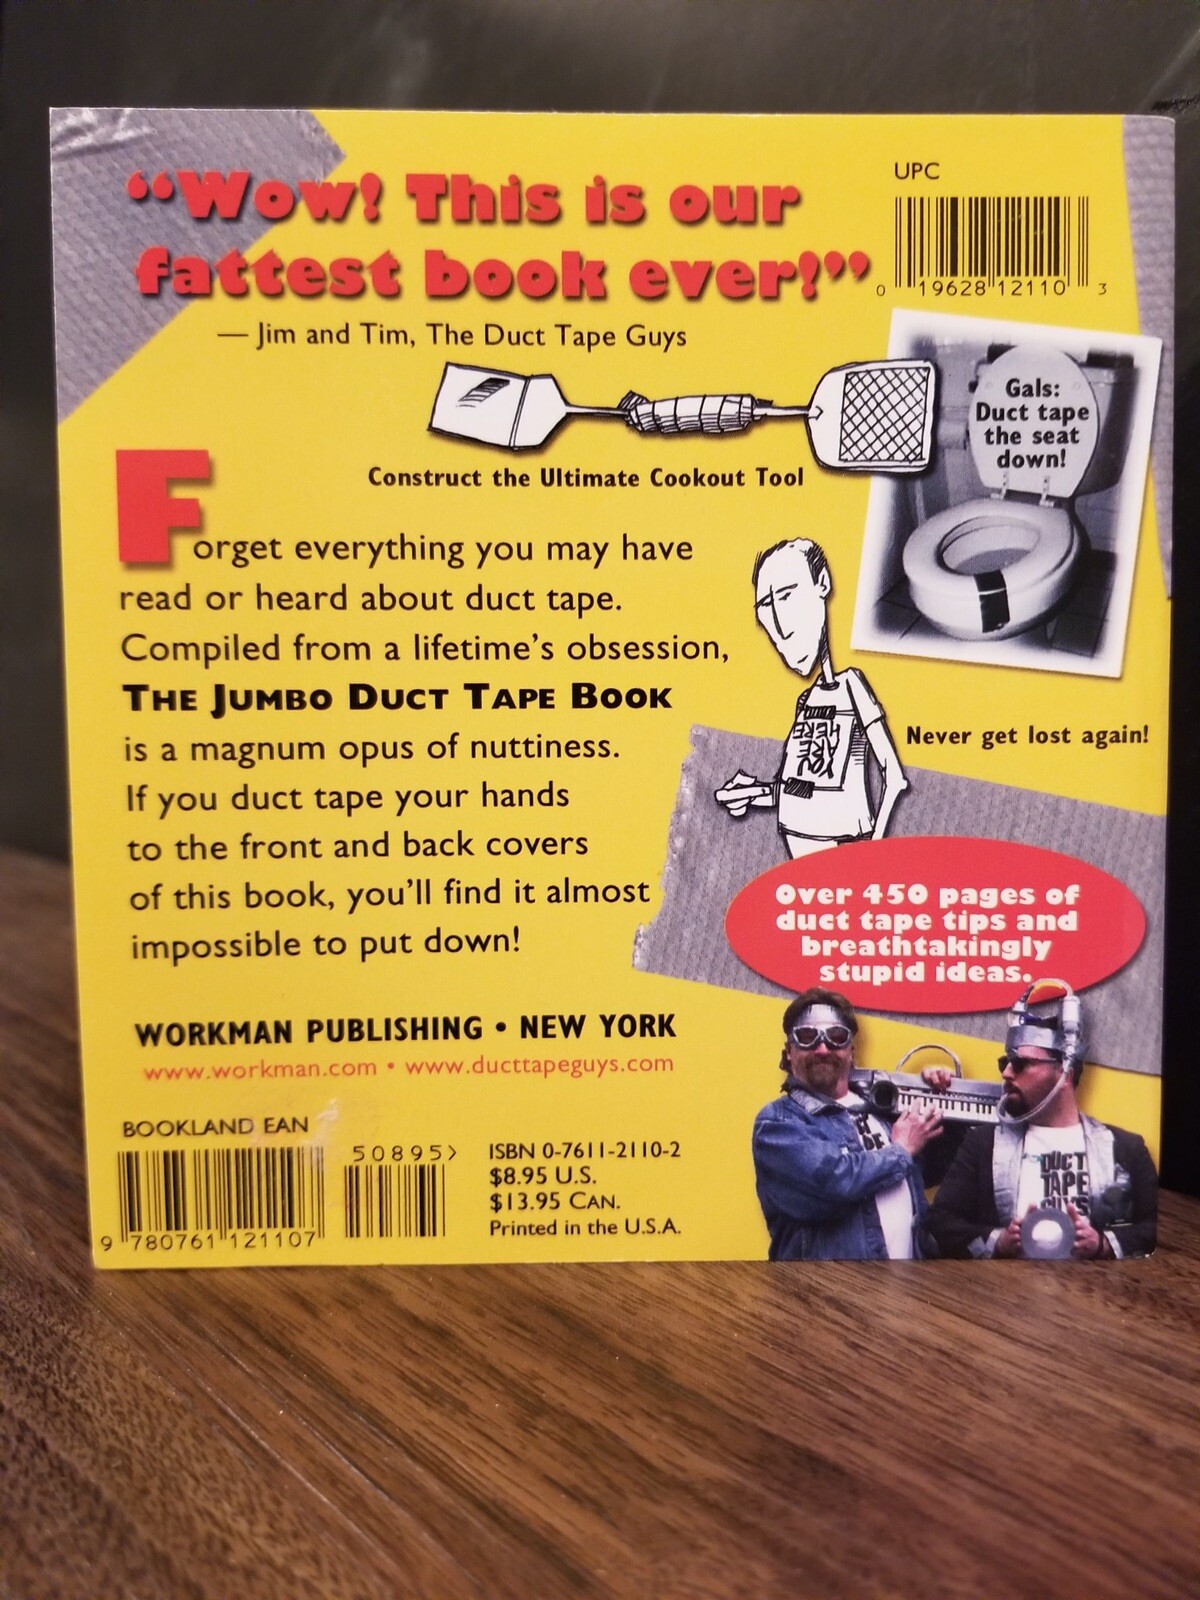 “Wow! This is our
fattest book ever!”
— Jim and Tim, The Duct Tape Guys
UPC
0 19628 12110 3
Gals:
Duct tape
the seat
down!
Construct the Ultimate Cookout Tool
Forget everything you may have
read or heard about duct tape.
Compiled from a lifetime’s obsession,
THE JUMBO DUCT TAPE BOOK
is a magnum opus of nuttiness.
If you duct tape your hands
to the front and back covers
of this book, you’ll find it almost
impossible to put down!
YOU
ARE
HERE
Never get lost again!
Over 450 pages of
duct tape tips and
breathtakingly
stupid ideas.
WORKMAN PUBLISHING • NEW YORK
www.workman.com • www.ducttapeguys.com
BOOKLAND EAN
50895>
9 780761 121107
ISBN 0-7611-2110-2
$8.95 U.S.
$13.95 CAN.
Printed in the U.S.A.
DUCT
TAPE
GUYS